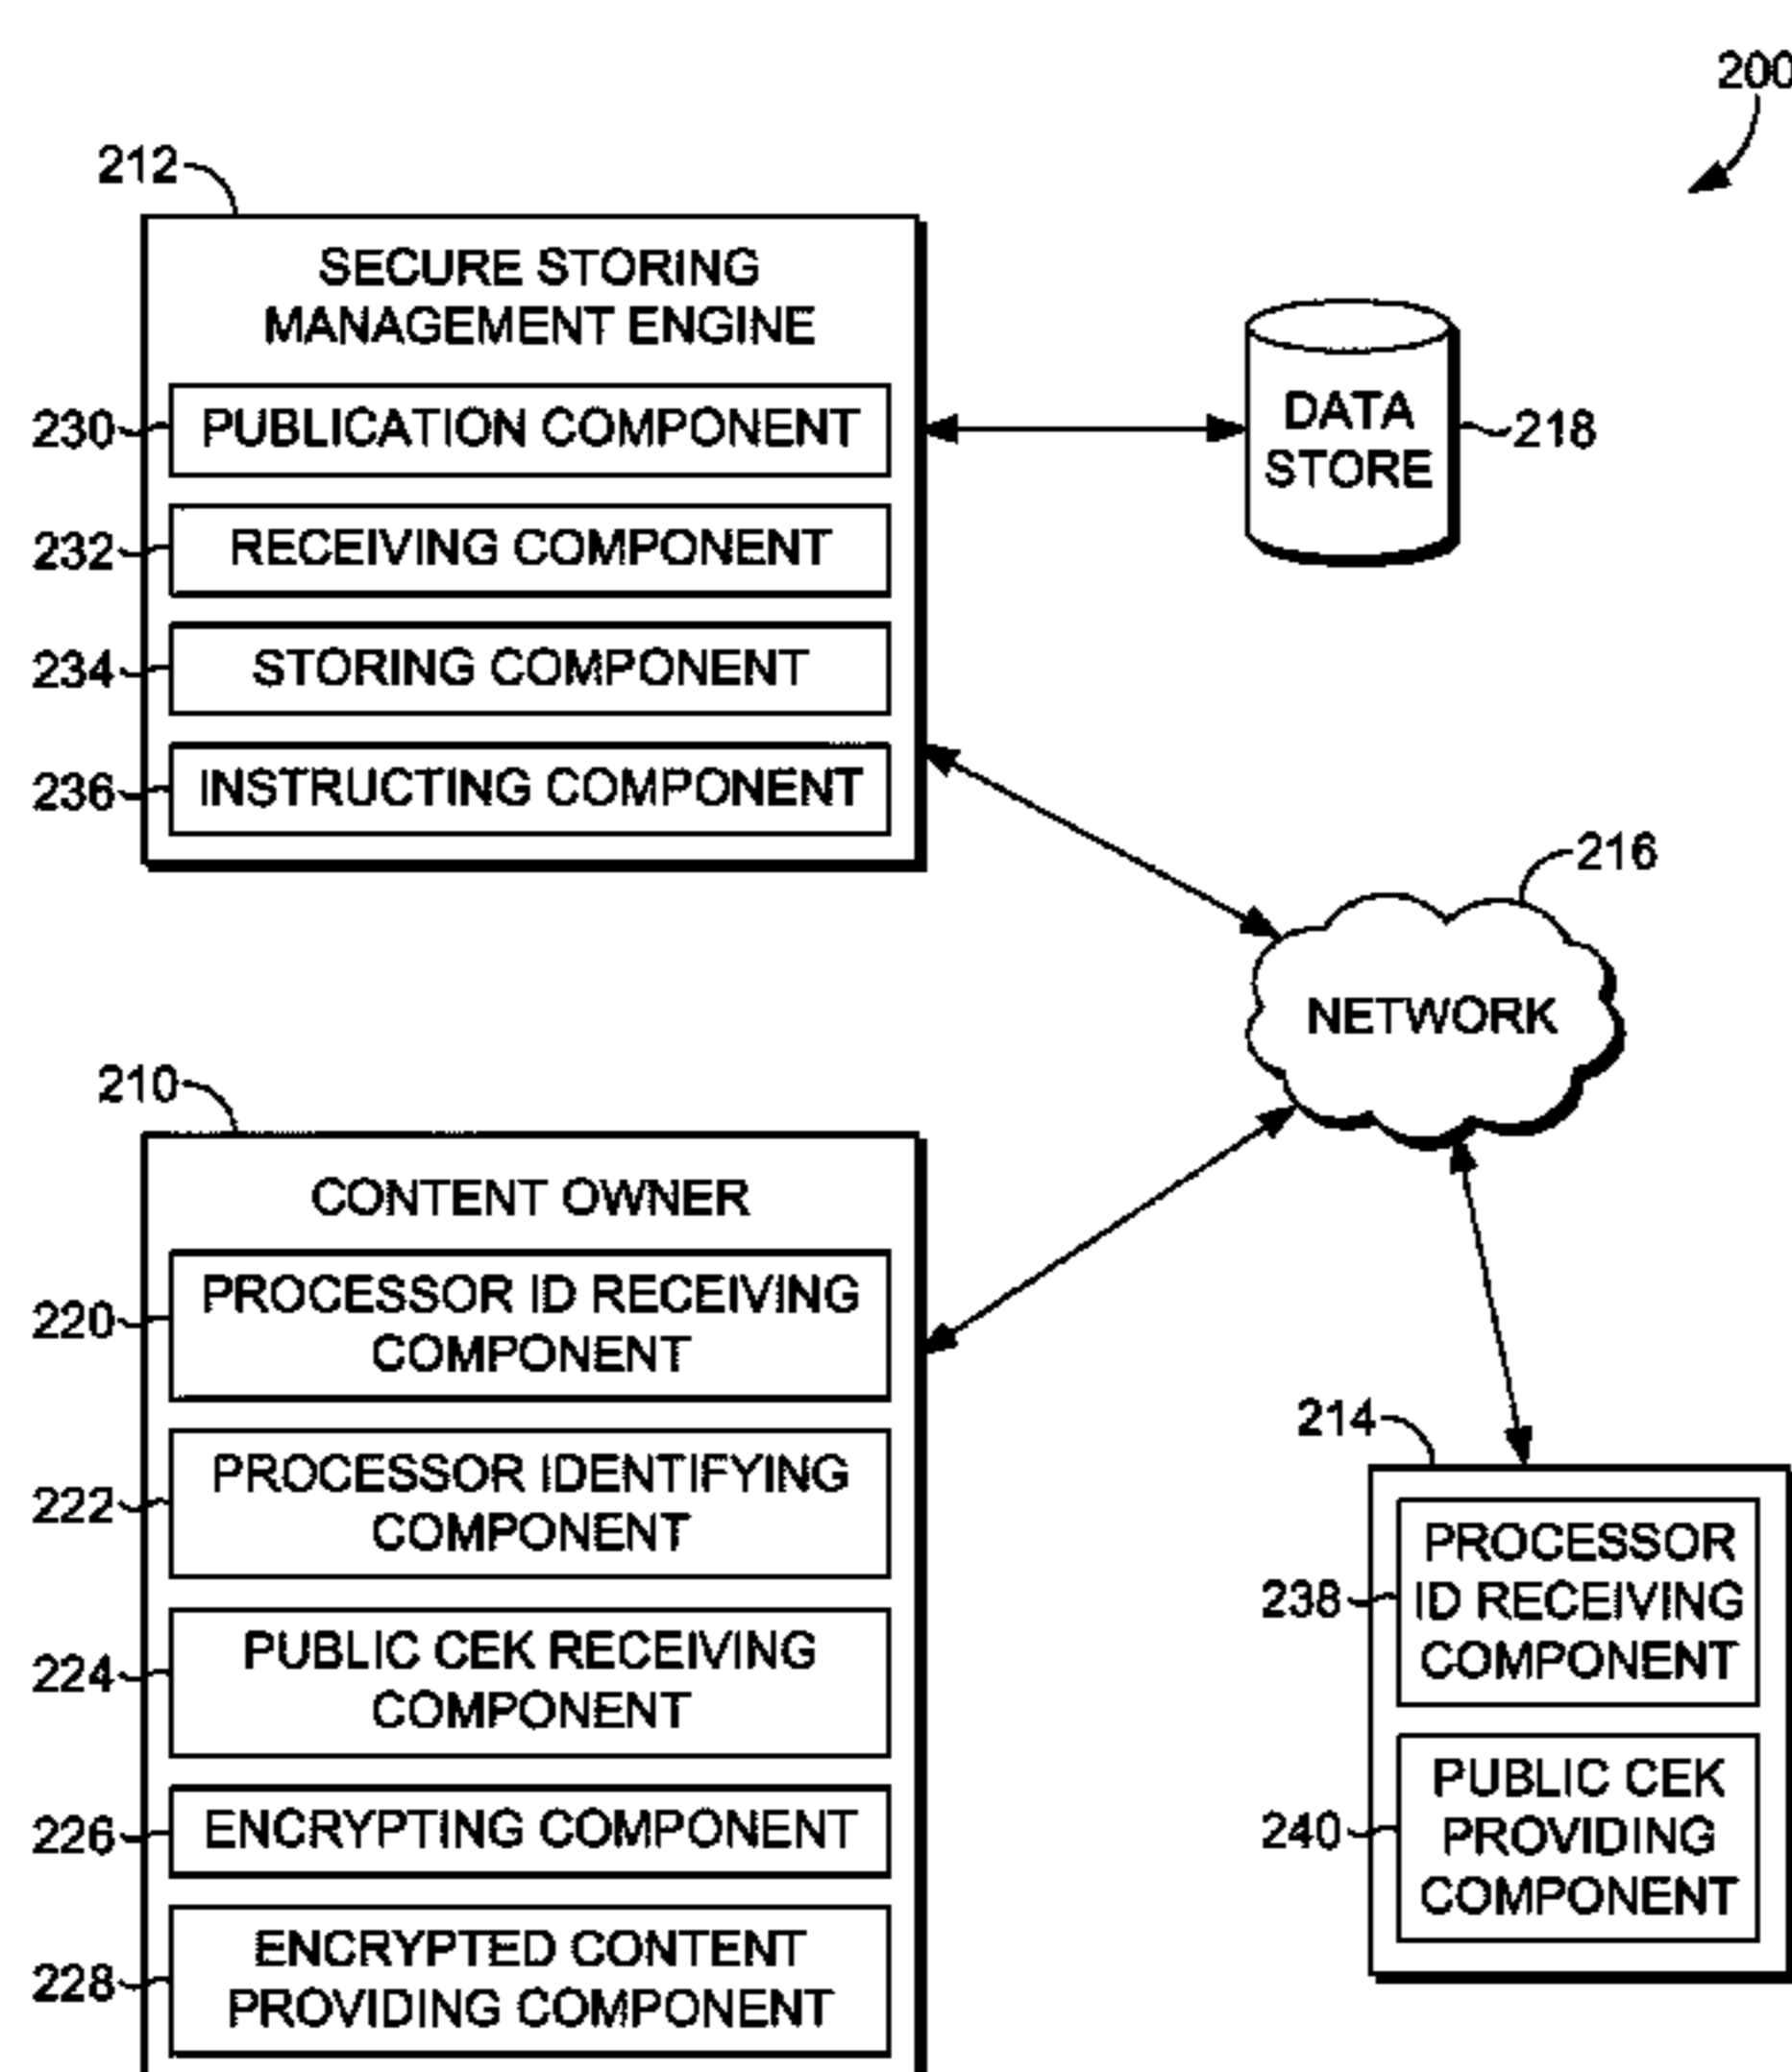 200
212
SECURE STORING
MANAGEMENT ENGINE
230
PUBLICATION COMPONENT
232
RECEIVING COMPONENT
234
STORING COMPONENT
236
INSTRUCTING COMPONENT
DATA
STORE
218
216
NETWORK
210
CONTENT OWNER
220
PROCESSOR ID RECEIVING
COMPONENT
222
PROCESSOR IDENTIFYING
COMPONENT
224
PUBLIC CEK RECEIVING
COMPONENT
226
ENCRYPTING COMPONENT
228
ENCRYPTED CONTENT
PROVIDING COMPONENT
214
238
PROCESSOR
ID RECEIVING
COMPONENT
240
PUBLIC CEK
PROVIDING
COMPONENT